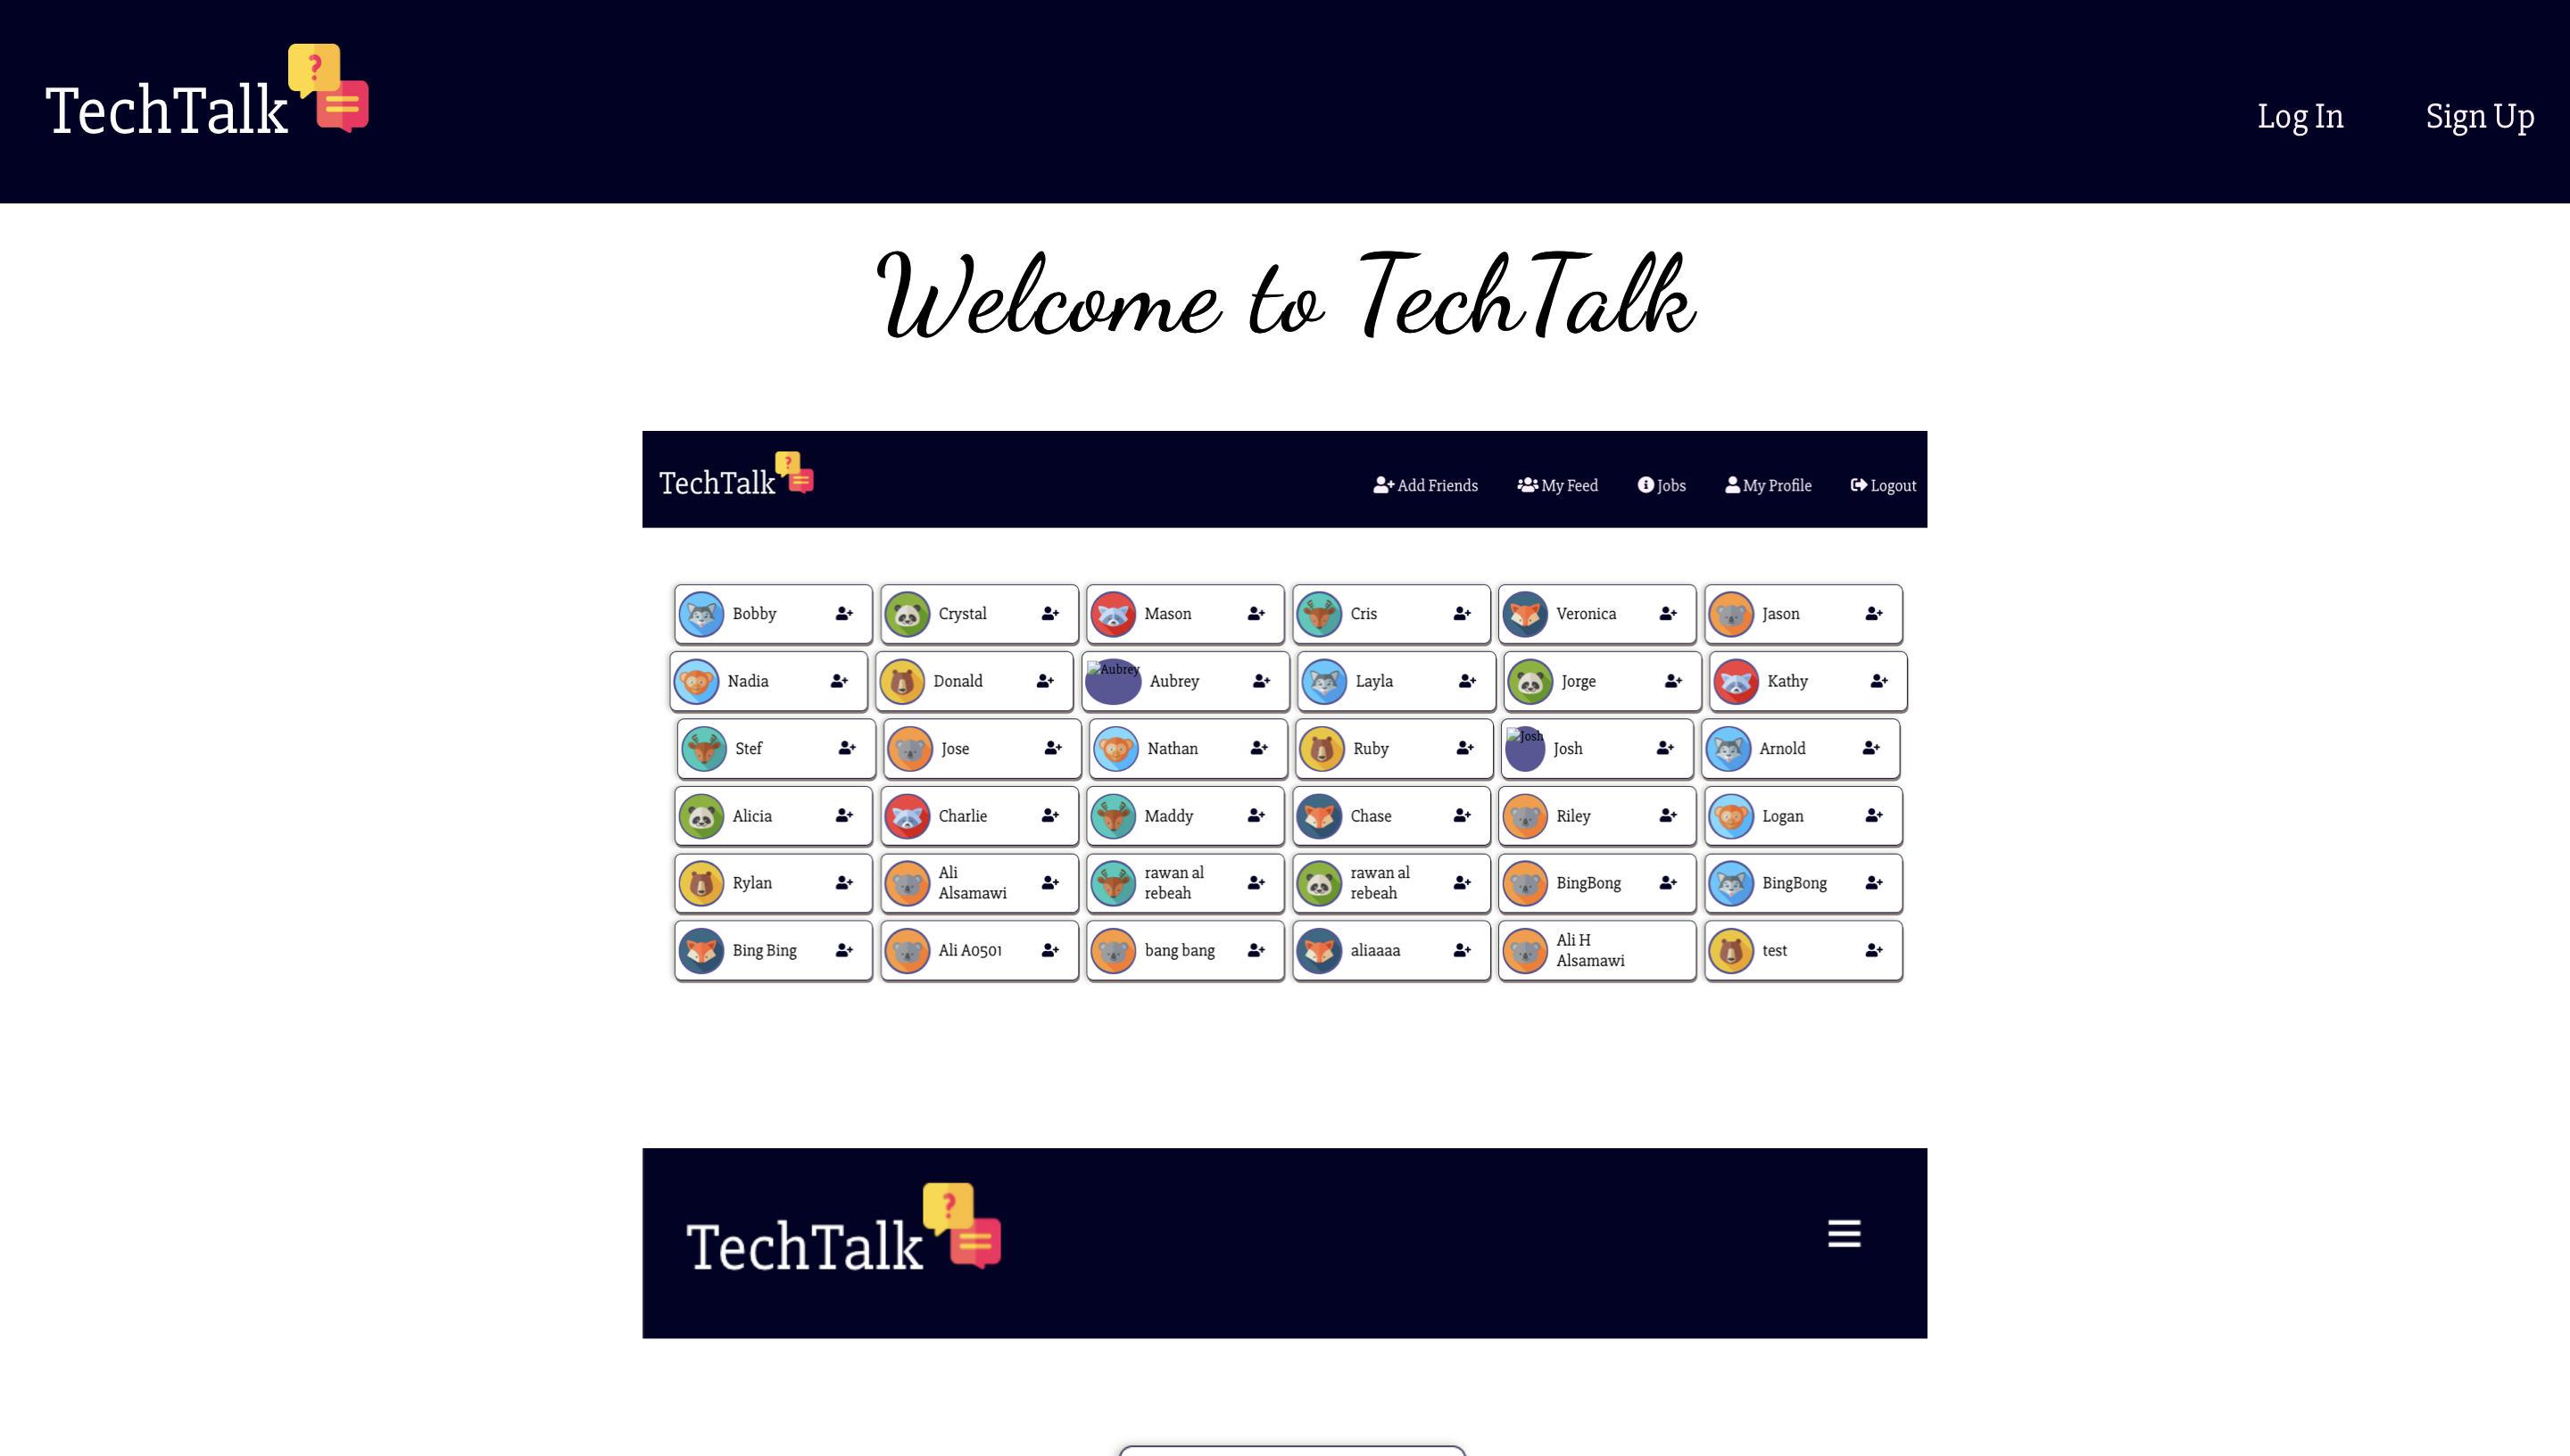 TechTalk
Log In Sign Up
Welcome to TechTalk
TechTalk
Add Friends My Feed Jobs My Profile Logout
Bobby Crystal Mason Cris Veronica Jason
Nadia Donald Aubrey Aubrey Layla Jorge Kathy
Stef Jose Nathan Ruby Josh Josh Arnold
Alicia Charlie Maddy Chase Riley Logan
Rylan Ali Alsamawi rawan al rebeah rawan al rebeah BingBong BingBong
Bing Bing Ali A0501 bang bang aliaaaa Ali H Alsamawi test
TechTalk